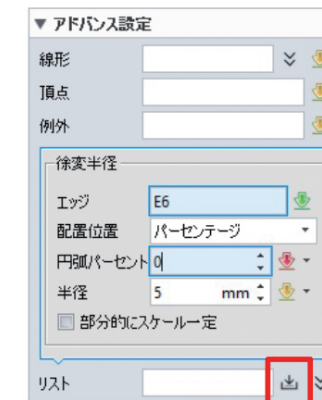 ▼ アドバンス設定
線形
頂点
例外
徐変半径
エッジ E6
配置位置 パーセンテージ
円弧パーセント 0
半径 5 mm
部分的にスケール一定
リスト